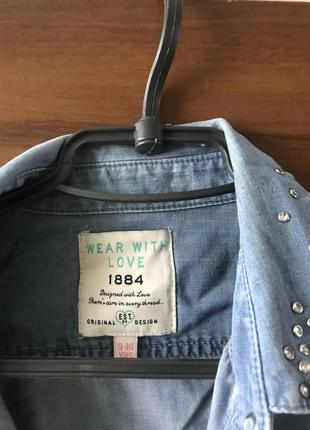 WEAR WITH
LOVE
1884
Designed with Love
There's care in every thread...
EST.
ORIGINAL DESIGN
9-10
YRS